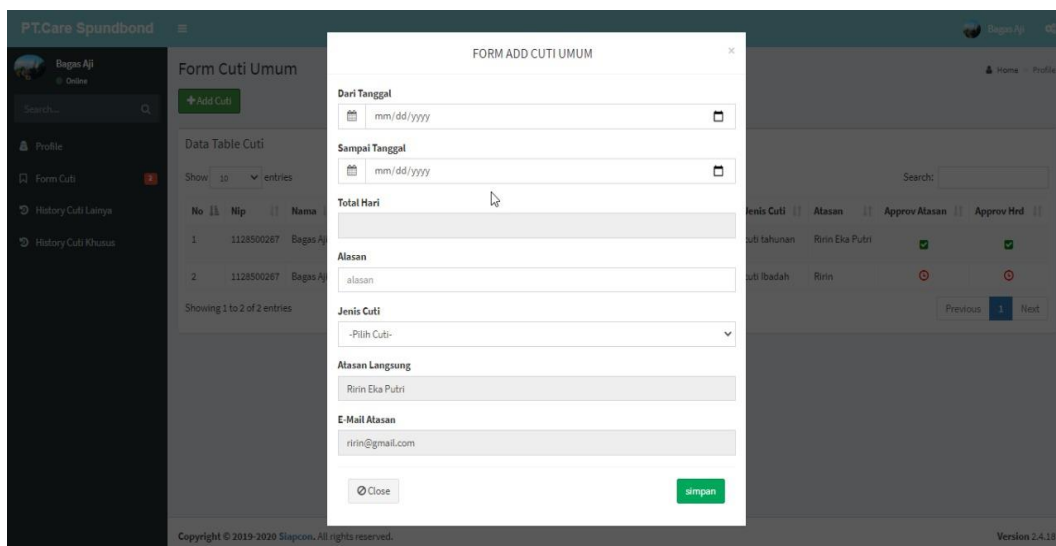 PT.Care Spundbond
Bagas Aji
Bagas Aji
Online
Search...
Profile
Form Cuti
2
History Cuti Lainya
History Cuti Khusus
Form Cuti Umum
Home
Profile
Add Cuti
Data Table Cuti
Show 10 entries
Search:
No Nip Nama Jenis Cuti Atasan Approv Atasan Approv Hrd
1 1128500267 Bagas Aji cuti tahunan Ririn Eka Putri
2 1128500267 Bagas Aji cuti Ibadah Ririn
Showing 1 to 2 of 2 entries
Previous 1 Next
FORM ADD CUTI UMUM
×
Dari Tanggal
mm/dd/yyyy
Sampai Tanggal
mm/dd/yyyy
Total Hari
Alasan
alasan
Jenis Cuti
-Pilih Cuti-
Atasan Langsung
Ririn Eka Putri
E-Mail Atasan
ririn@gmail.com
Close
simpan
Copyright © 2019-2020 Siapcon. All rights reserved.
Version 2.4.18